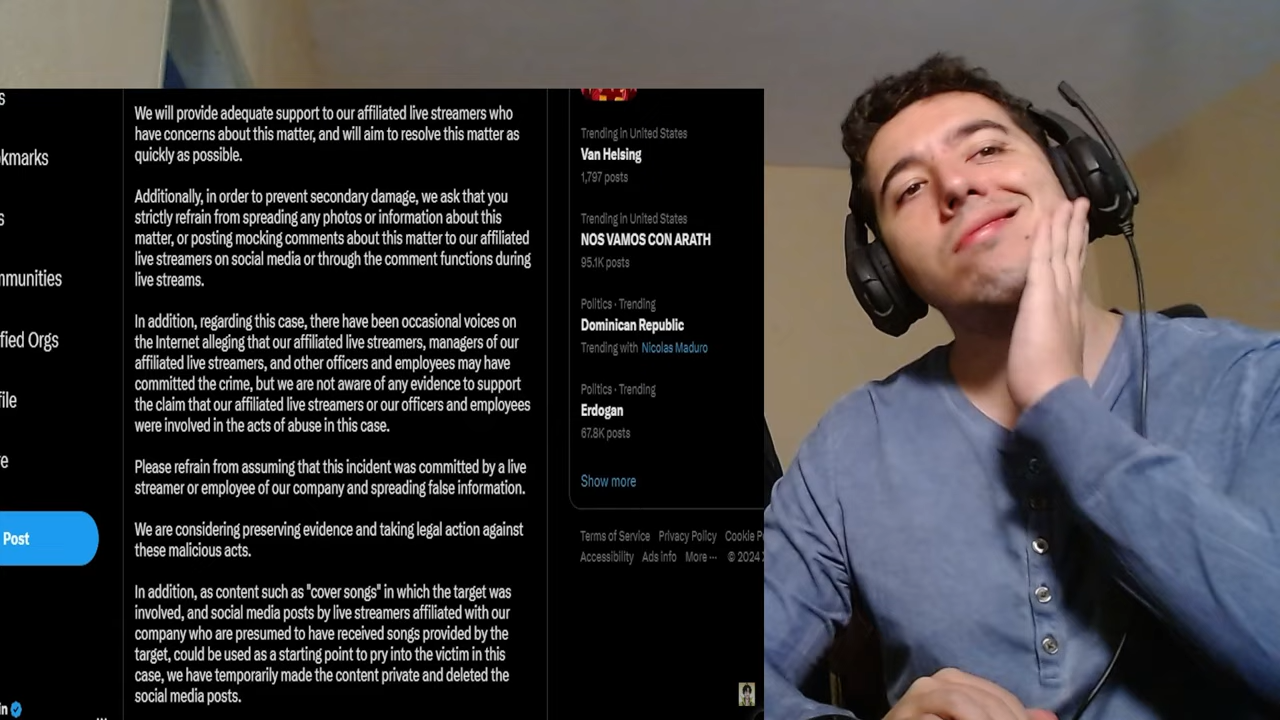 s
okmarks
s
mmunities
fied Orgs
file
re
Post
in
We will provide adequate support to our affiliated live streamers who
have concerns about this matter, and will aim to resolve this matter as
quickly as possible.
Additionally, in order to prevent secondary damage, we ask that you
strictly refrain from spreading any photos or information about this
matter, or posting mocking comments about this matter to our affiliated
live streamers on social media or through the comment functions during
live streams.
In addition, regarding this case, there have been occasional voices on
the Internet alleging that our affiliated live streamers, managers of our
affiliated live streamers, and other officers and employees may have
committed the crime, but we are not aware of any evidence to support
the claim that our affiliated live streamers or our officers and employees
were involved in the acts of abuse in this case.
Please refrain from assuming that this incident was committed by a live
streamer or employee of our company and spreading false information.
We are considering preserving evidence and taking legal action against
these malicious acts.
In addition, as content such as "cover songs" in which the target was
involved, and social media posts by live streamers affiliated with our
company who are presumed to have received songs provided by the
target, could be used as a starting point to pry into the victim in this
case, we have temporarily made the content private and deleted the
social media posts.
Trending in United States
Van Helsing
1,797 posts
Trending in United States
NOS VAMOS CON ARATH
95.1K posts
Politics · Trending
Dominican Republic
Trending with Nicolas Maduro
Politics · Trending
Erdogan
67.8K posts
Show more
Terms of Service Privacy Policy Cookie P
Accessibility Ads info More ··· © 2024